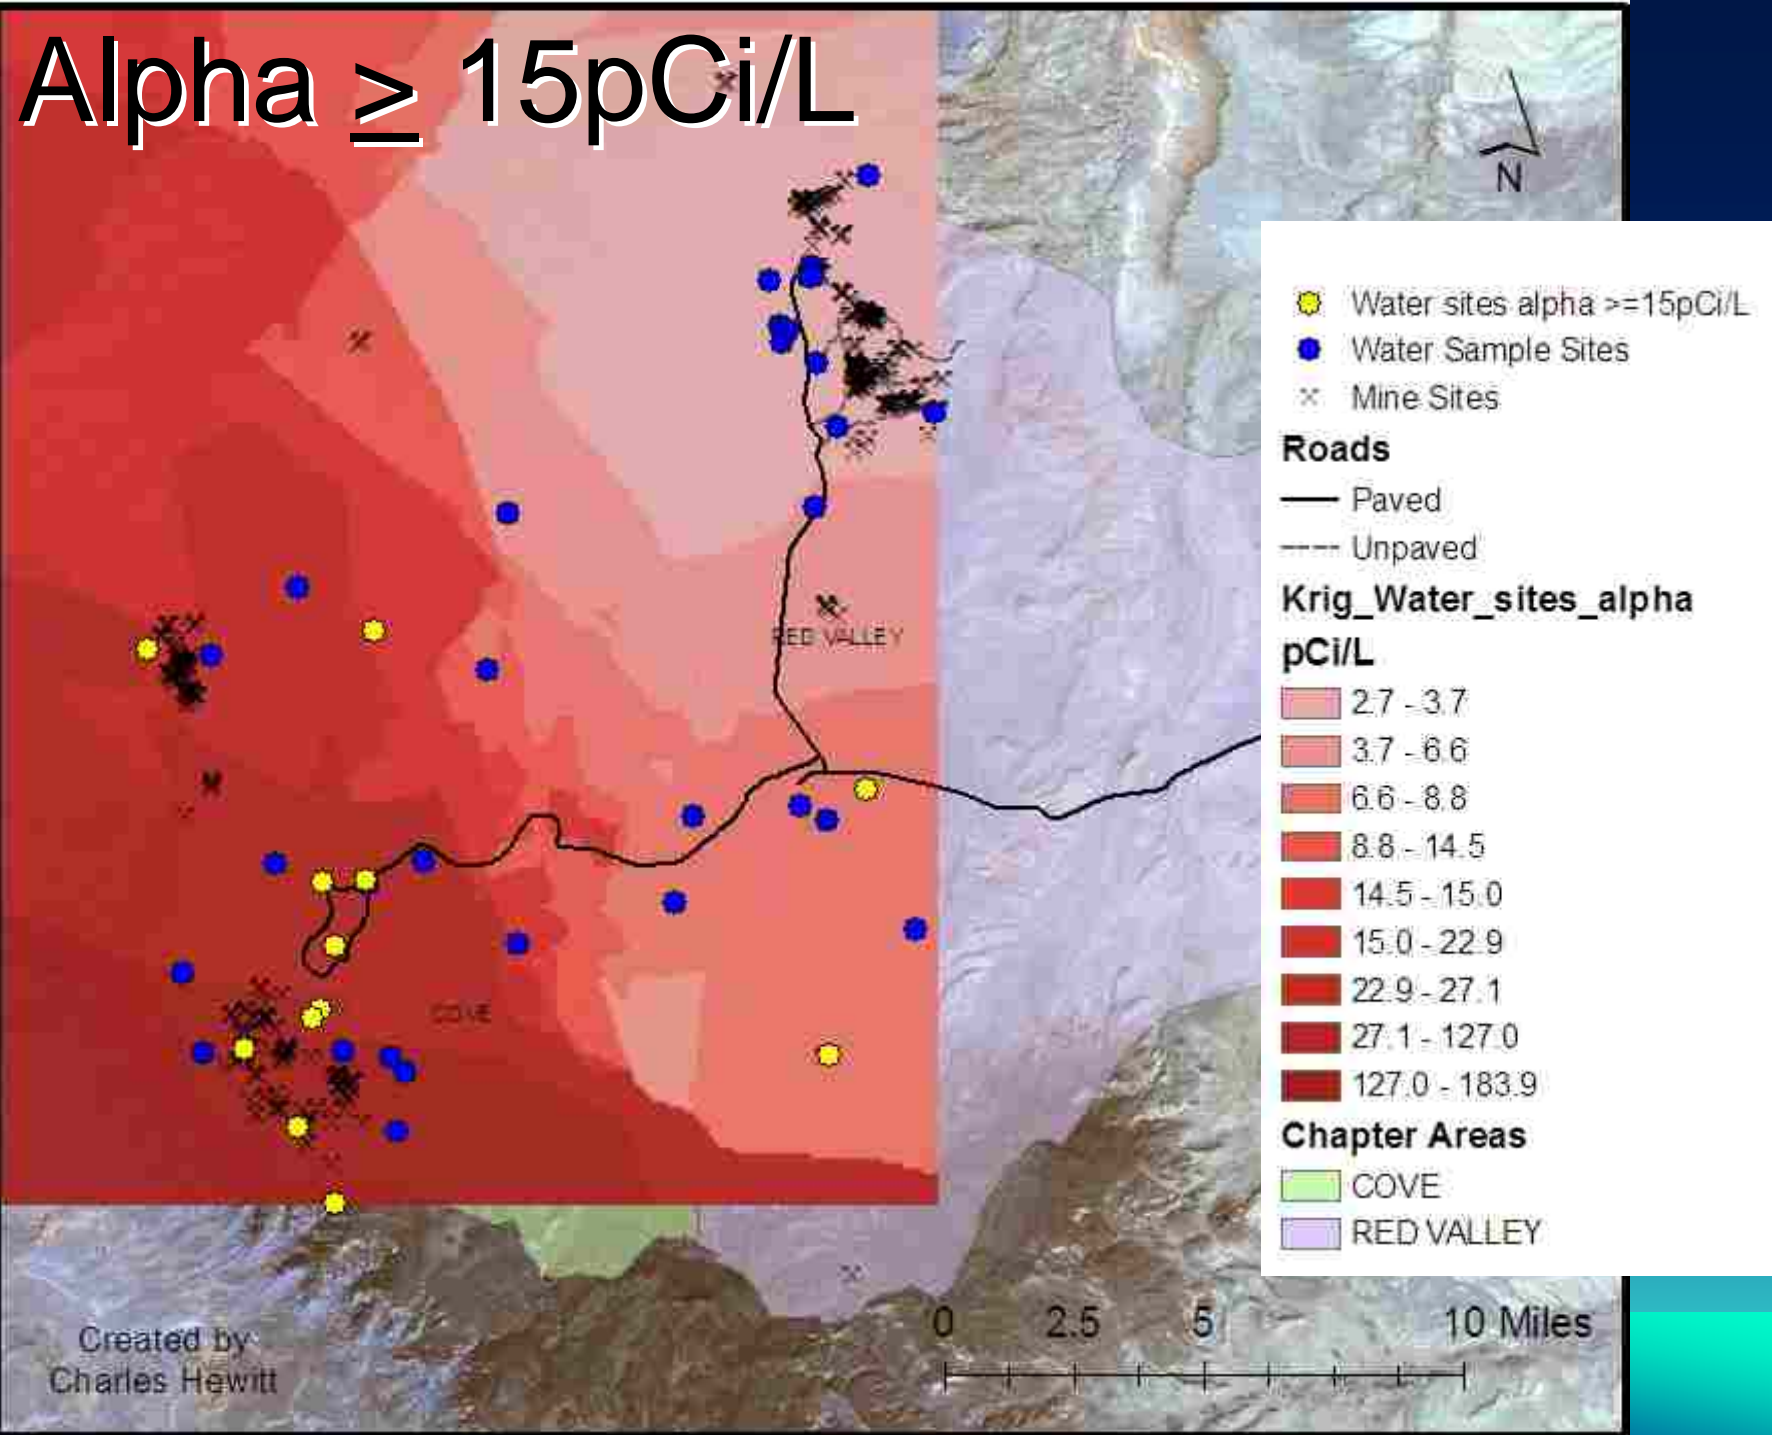 Alpha ≥ 15pCi/L
N
Water sites alpha >=15pCi/L
Water Sample Sites
Mine Sites
Roads
Paved
Unpaved
Krig_Water_sites_alpha
pCi/L
2.7 - 3.7
3.7 - 6.6
6.6 - 8.8
8.8 - 14.5
14.5 - 15.0
15.0 - 22.9
22.9 - 27.1
27.1 - 127.0
127.0 - 183.9
Chapter Areas
COVE
RED VALLEY
RED VALLEY
COVE
0 2.5 5 10 Miles
Created by
Charles Hewitt